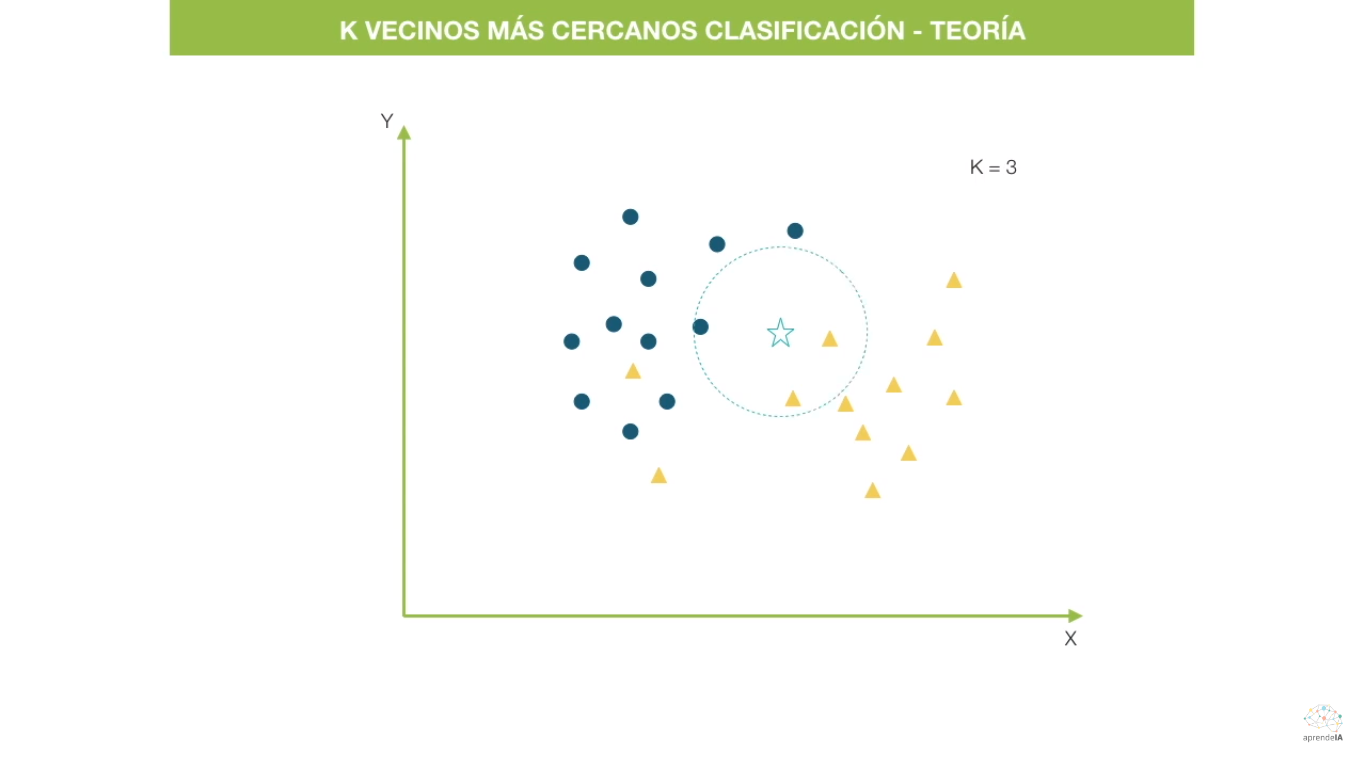 K VECINOS MÁS CERCANOS CLASIFICACIÓN - TEORÍA
Y
K = 3
X
aprendeIA